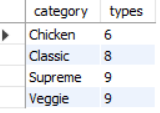 category types
Chicken 6
Classic 8
Supreme 9
Veggie 9